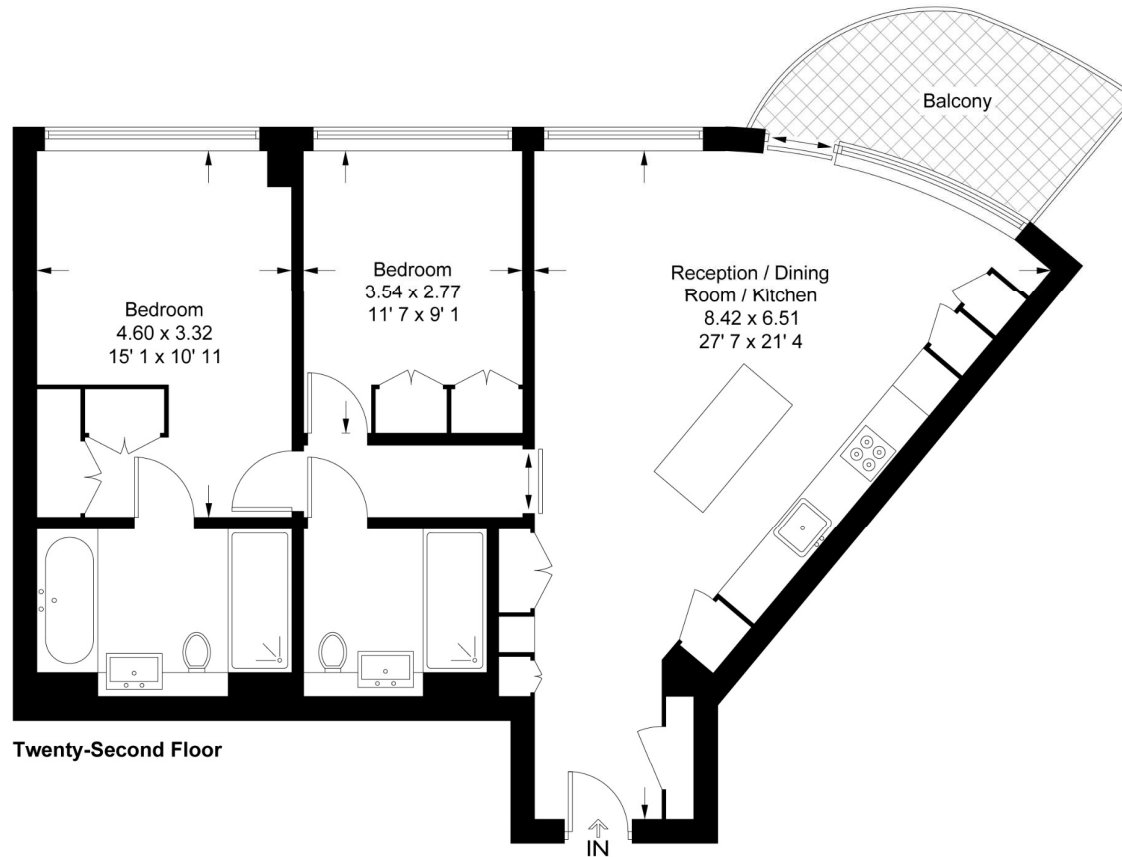 Balcony
Bedroom
4.60 x 3.32
15' 1 x 10' 11
Bedroom
3.54 x 2.77
11' 7 x 9' 1
Reception / Dining
Room / Kitchen
8.42 x 6.51
27' 7 x 21' 4
Twenty-Second Floor
IN